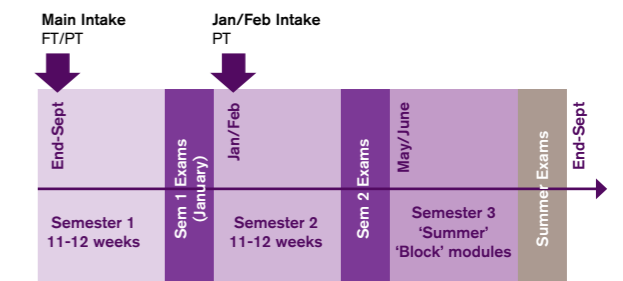 Main Intake
FT/PT
Jan/Feb Intake
PT
End-Sept
Sem 1 Exams
(January)
Jan/Feb
Sem 2 Exams
May/June
Summer Exams
End-Sept
Semester 1
11-12 weeks
Semester 2
11-12 weeks
Semester 3
‘Summer’
‘Block’ modules